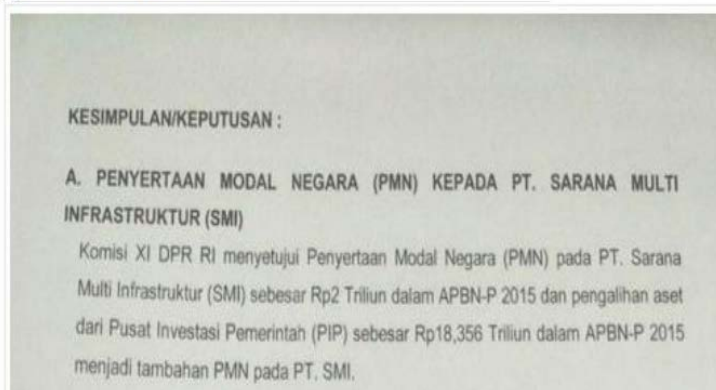 KESIMPULAN/KEPUTUSAN :
A. PENYERTAAN MODAL NEGARA (PMN) KEPADA PT. SARANA MULTI
INFRASTRUKTUR (SMI)
Komisi XI DPR RI menyetujui Penyertaan Modal Negara (PMN) pada PT. Sarana
Multi Infrastruktur (SMI) sebesar Rp2 Triliun dalam APBN-P 2015 dan pengalihan aset
dari Pusat Investasi Pemerintah (PIP) sebesar Rp18,356 Triliun dalam APBN-P 2015
menjadi tambahan PMN pada PT. SMI.